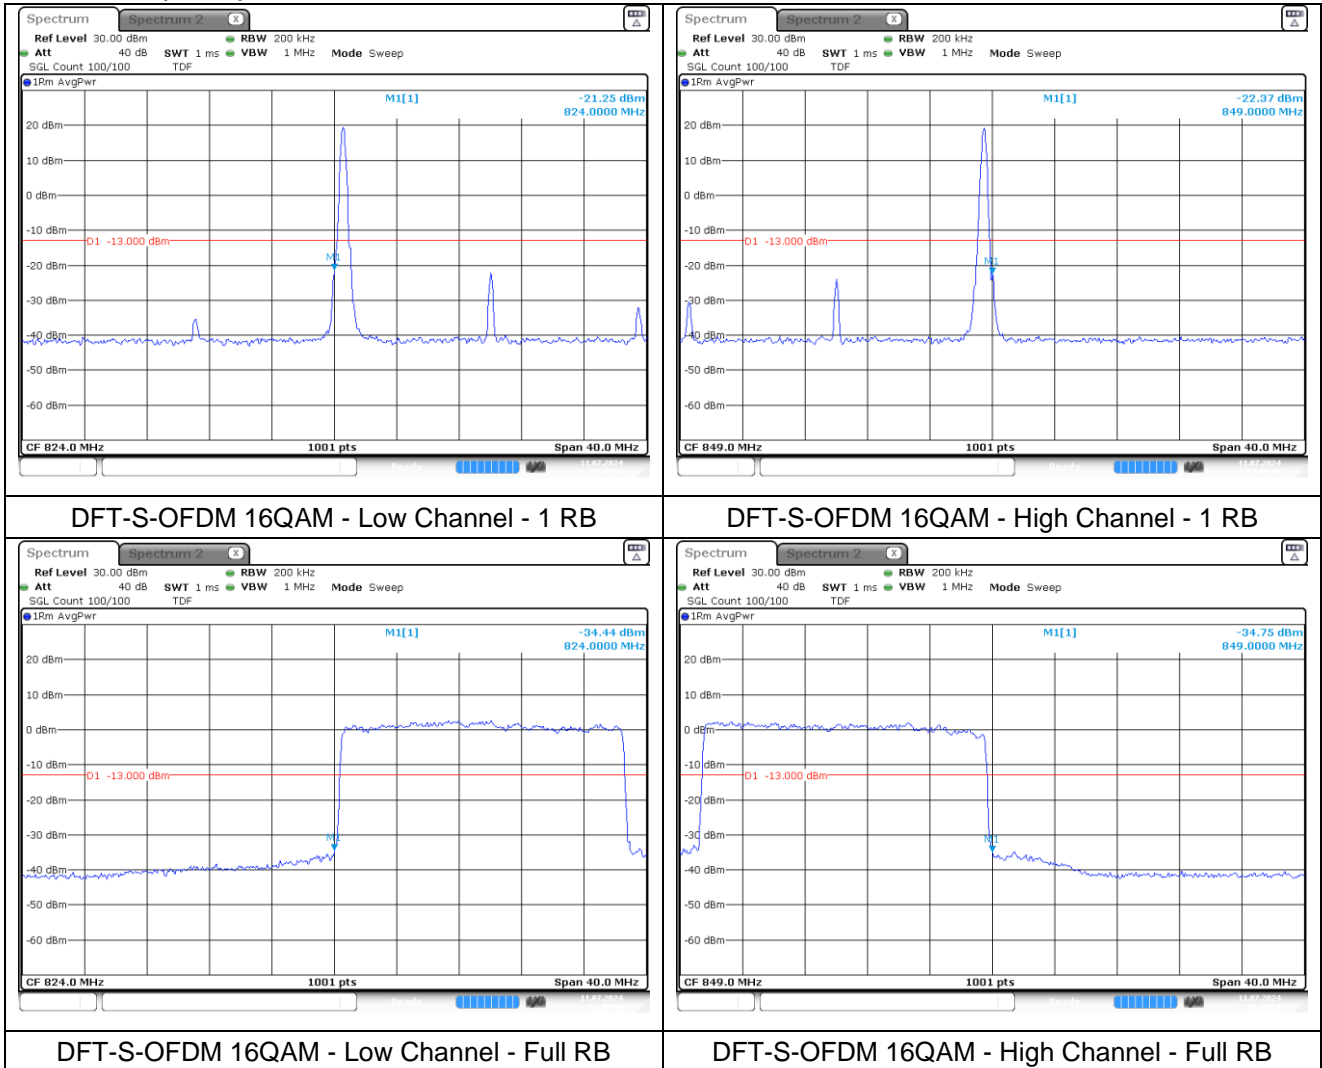 Spectrum Spectrum 2 X
Ref Level 30.00 dBm RBW 200 kHz
Att 40 dB SWT 1 ms VBW 1 MHz Mode Sweep
SGL Count 100/100 TDF
1Rm AvgPwr
M1[1] -21.25 dBm
824.0000 MHz
20 dBm
10 dBm
0 dBm
-10 dBm
D1 -13.000 dBm
-20 dBm
M1
-30 dBm
-40 dBm
-50 dBm
-60 dBm
CF 824.0 MHz 1001 pts Span 40.0 MHz
Ready 11.07.2024
DFT-S-OFDM 16QAM - Low Channel - 1 RB
Spectrum Spectrum 2 X
Ref Level 30.00 dBm RBW 200 kHz
Att 40 dB SWT 1 ms VBW 1 MHz Mode Sweep
SGL Count 100/100 TDF
1Rm AvgPwr
M1[1] -22.37 dBm
849.0000 MHz
20 dBm
10 dBm
0 dBm
-10 dBm
D1 -13.000 dBm
-20 dBm
M1
-30 dBm
-40 dBm
-50 dBm
-60 dBm
CF 849.0 MHz 1001 pts Span 40.0 MHz
Ready 11.07.2024
DFT-S-OFDM 16QAM - High Channel - 1 RB
Spectrum Spectrum 2 X
Ref Level 30.00 dBm RBW 200 kHz
Att 40 dB SWT 1 ms VBW 1 MHz Mode Sweep
SGL Count 100/100 TDF
1Rm AvgPwr
M1[1] -34.44 dBm
824.0000 MHz
20 dBm
10 dBm
0 dBm
-10 dBm
D1 -13.000 dBm
-20 dBm
-30 dBm
M1
-40 dBm
-50 dBm
-60 dBm
CF 824.0 MHz 1001 pts Span 40.0 MHz
Ready 11.07.2024
DFT-S-OFDM 16QAM - Low Channel - Full RB
Spectrum Spectrum 2 X
Ref Level 30.00 dBm RBW 200 kHz
Att 40 dB SWT 1 ms VBW 1 MHz Mode Sweep
SGL Count 100/100 TDF
1Rm AvgPwr
M1[1] -34.75 dBm
849.0000 MHz
20 dBm
10 dBm
0 dBm
-10 dBm
D1 -13.000 dBm
-20 dBm
-30 dBm
M1
-40 dBm
-50 dBm
-60 dBm
CF 849.0 MHz 1001 pts Span 40.0 MHz
Ready 11.07.2024
DFT-S-OFDM 16QAM - High Channel - Full RB